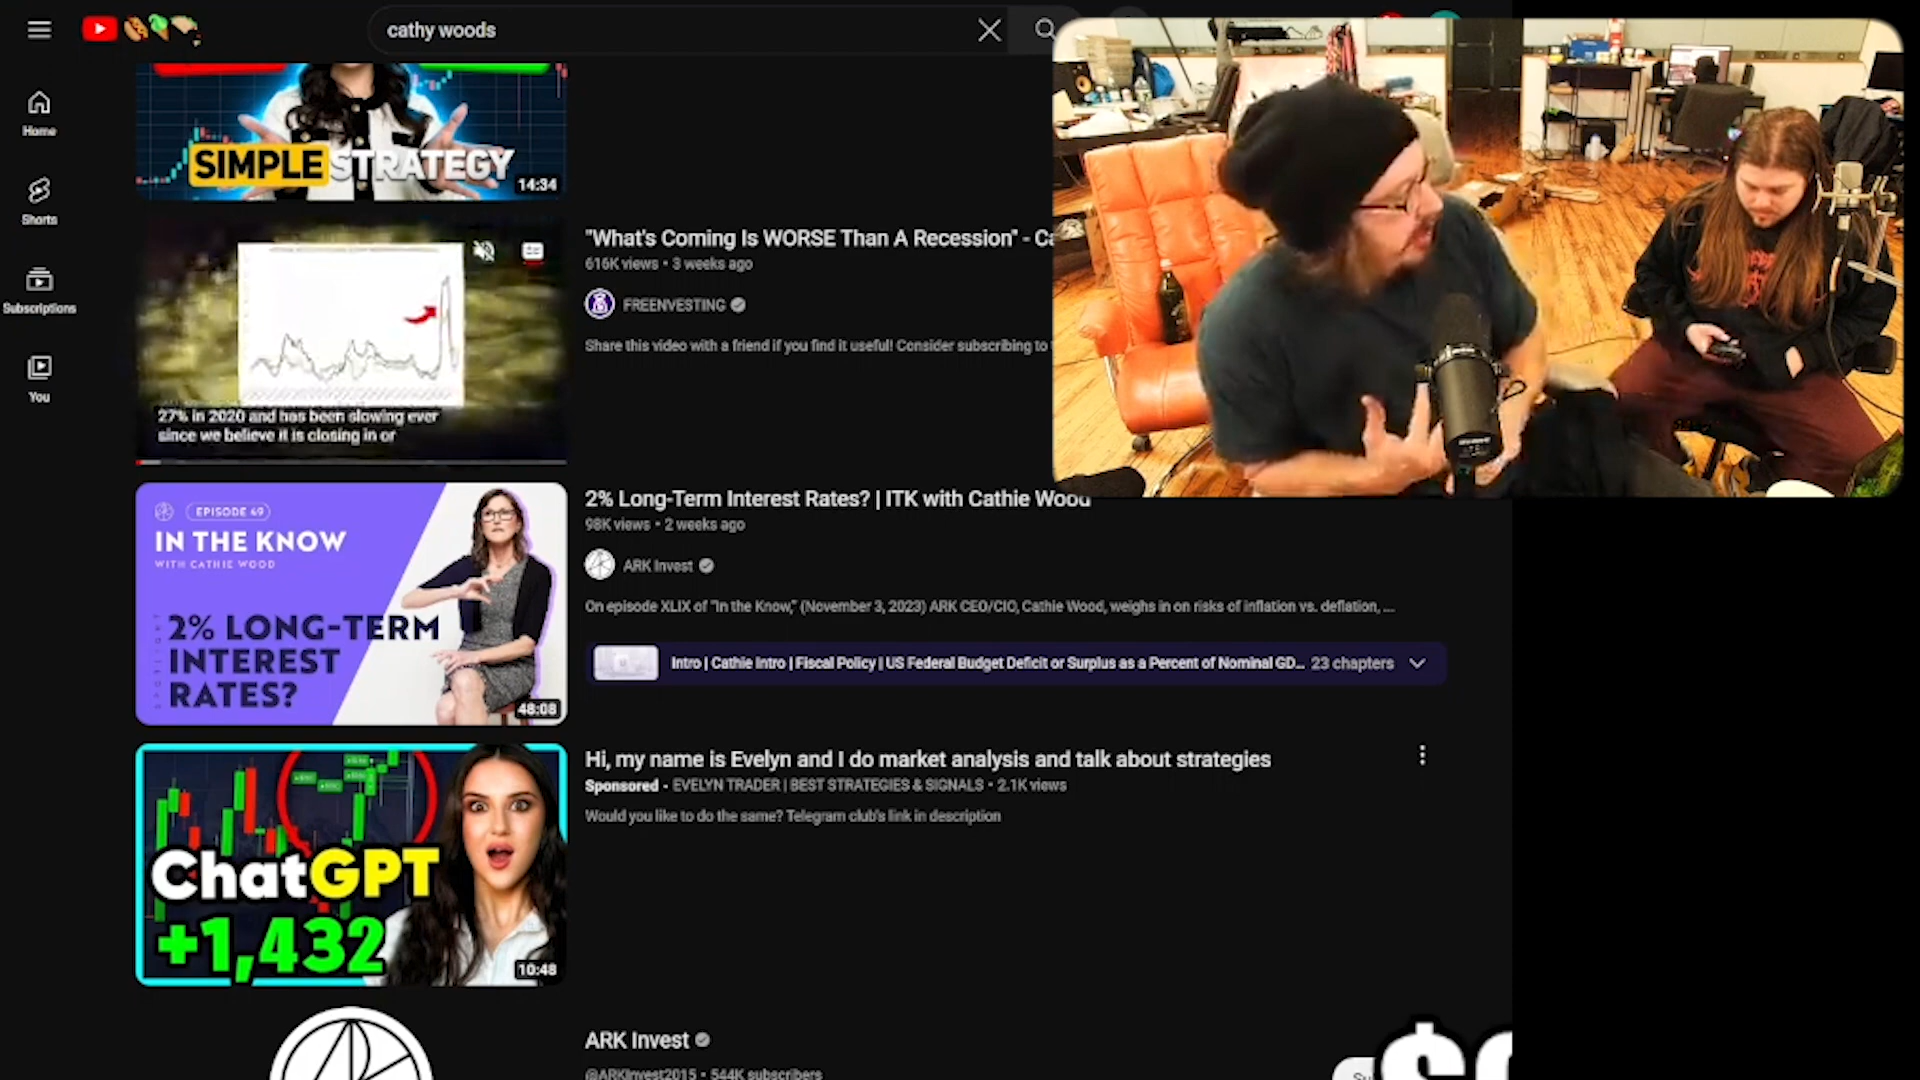 cathy woods
Home
Shorts
Subscriptions
You
SIMPLE STRATEGY
14:34
27% in 2020 and has been slowing ever
since we believe it is closing in or
"What's Coming Is WORSE Than A Recession" - Ca
616K views • 3 weeks ago
FREENVESTING
Share this video with a friend if you find it useful! Consider subscribing to
EPISODE 49
IN THE KNOW
WITH CATHIE WOOD
2% LONG-TERM
INTEREST
RATES?
48:08
2% Long-Term Interest Rates? | ITK with Cathie Wood
98K views • 2 weeks ago
ARK Invest
On episode XLIX of "In the Know," (November 3, 2023) ARK CEO/CIO, Cathie Wood, weighs in on risks of inflation vs. deflation, ...
Intro | Cathie Intro | Fiscal Policy | US Federal Budget Deficit or Surplus as a Percent of Nominal GD... 23 chapters
ChatGPT
+1,432
10:48
Hi, my name is Evelyn and I do market analysis and talk about strategies
Sponsored • EVELYN TRADER | BEST STRATEGIES & SIGNALS • 2.1K views
Would you like to do the same? Telegram club's link in description
ARK Invest
@ARKInvest2015 • 544K subscribers